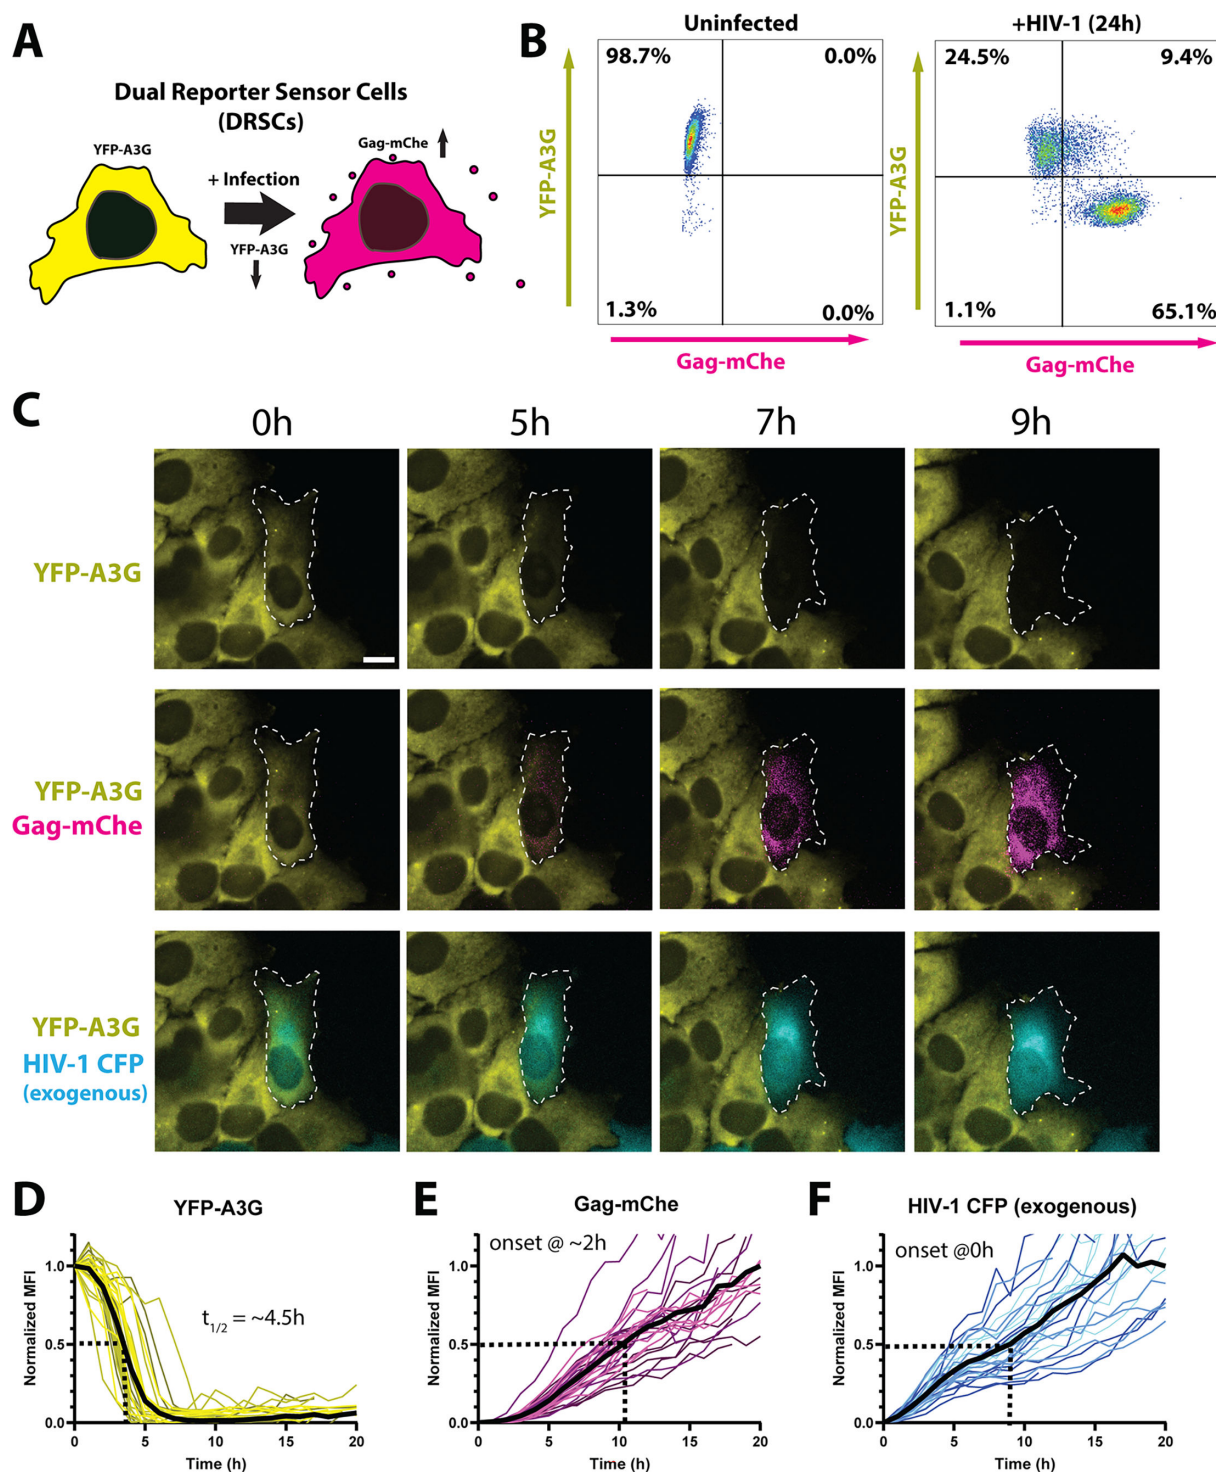 A
Dual Reporter Sensor Cells
(DRSCs)
YFP-A3G
+ Infection
YFP-A3G
Gag-mChe
B
Uninfected
98.7%
0.0%
1.3%
0.0%
YFP-A3G
Gag-mChe
+HIV-1 (24h)
24.5%
9.4%
1.1%
65.1%
YFP-A3G
Gag-mChe
C
0h
5h
7h
9h
YFP-A3G
YFP-A3G
Gag-mChe
YFP-A3G
HIV-1 CFP
(exogenous)
D
YFP-A3G
t1/2 = ~4.5h
Normalized MFI
1.0
0.5
0.0
0
5
10
15
20
Time (h)
E
Gag-mChe
onset @ ~2h
Normalized MFI
1.0
0.5
0.0
0
5
10
15
20
Time (h)
F
HIV-1 CFP (exogenous)
onset @0h
Normalized MFI
1.0
0.5
0.0
0
5
10
15
20
Time (h)